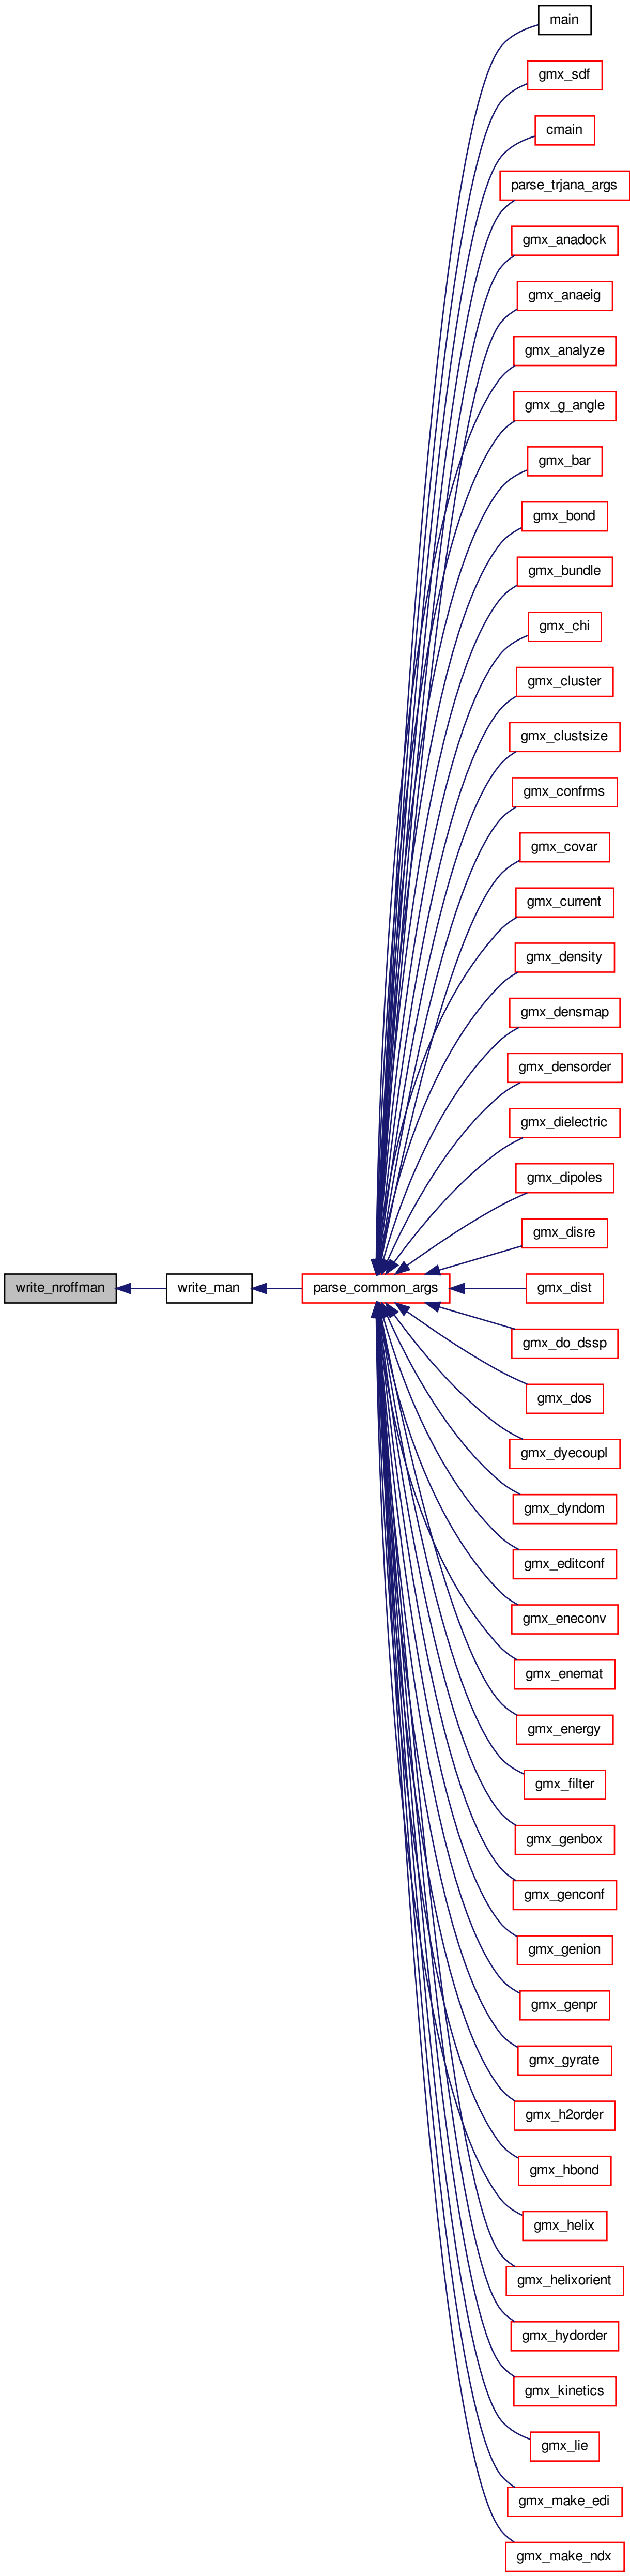 main
gmx_sdf
cmain
parse_trjana_args
gmx_anadock
gmx_anaeig
gmx_analyze
gmx_g_angle
gmx_bar
gmx_bond
gmx_bundle
gmx_chi
gmx_cluster
gmx_clustsize
gmx_confrms
gmx_covar
gmx_current
gmx_density
gmx_densmap
gmx_densorder
gmx_dielectric
gmx_dipoles
gmx_disre
write_nroffman
write_man
parse_common_args
gmx_dist
gmx_do_dssp
gmx_dos
gmx_dyecoupl
gmx_dyndom
gmx_editconf
gmx_eneconv
gmx_enemat
gmx_energy
gmx_filter
gmx_genbox
gmx_genconf
gmx_genion
gmx_genpr
gmx_gyrate
gmx_h2order
gmx_hbond
gmx_helix
gmx_helixorient
gmx_hydorder
gmx_kinetics
gmx_lie
gmx_make_edi
gmx_make_ndx